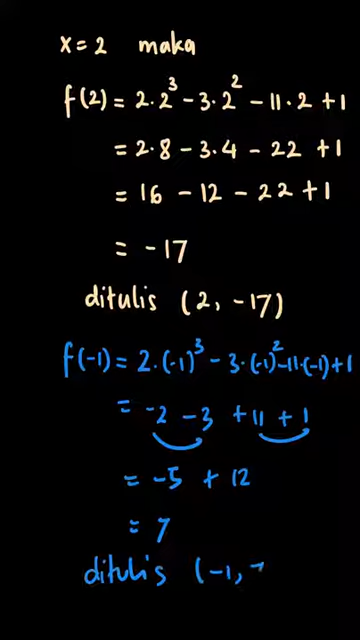 x = 2 maka
f(2) = 2·2³ - 3·2² - 11·2 + 1
= 2·8 - 3·4 - 22 + 1
= 16 - 12 - 22 + 1
= -17
ditulis (2, -17)
f(-1) = 2·(-1)³ - 3·(-1)² - 11·(-1) + 1
= -2 - 3 + 11 + 1
= -5 + 12
= 7
ditulis (-1,